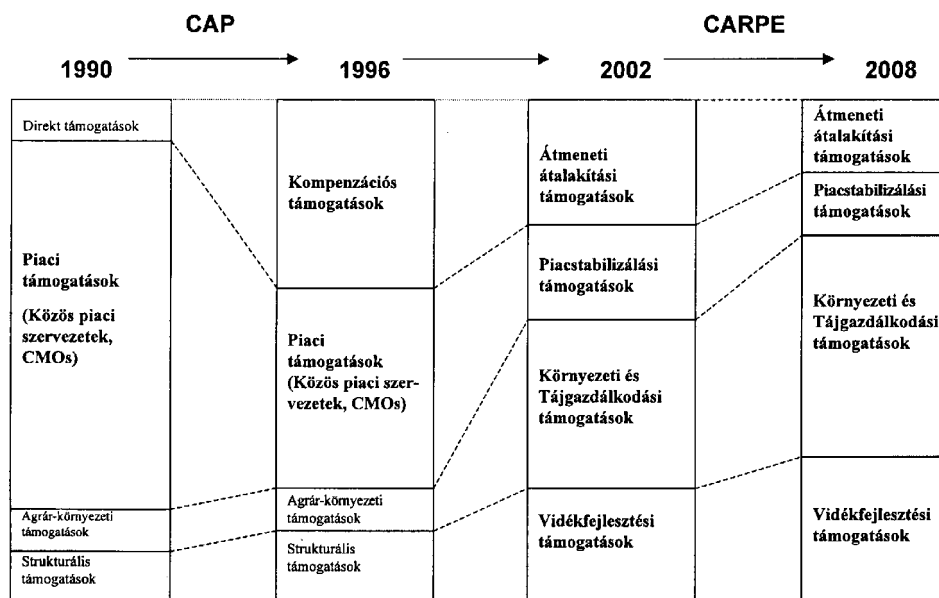 CAP
CARPE
1990
1996
2002
2008
Direkt támogatások
Piaci
támogatások
(Közös piaci
szervezetek,
CMOs)
Agrár-környezeti
támogatások
Strukturális
támogatások
Kompenzációs
támogatások
Piaci
támogatások
(Közös piaci szer-
vezetek, CMOs)
Agrár-környezeti
támogatások
Strukturális
támogatások
Átmeneti
átalakítási
támogatások
Piacstabilizálási
támogatások
Környezeti és
Tájgazdálkodási
támogatások
Vidékfejlesztési
támogatások
Átmeneti
átalakítási
támogatások
Piacstabilizálási
támogatások
Környezeti és
Tájgazdálkodási
támogatások
Vidékfejlesztési
támogatások